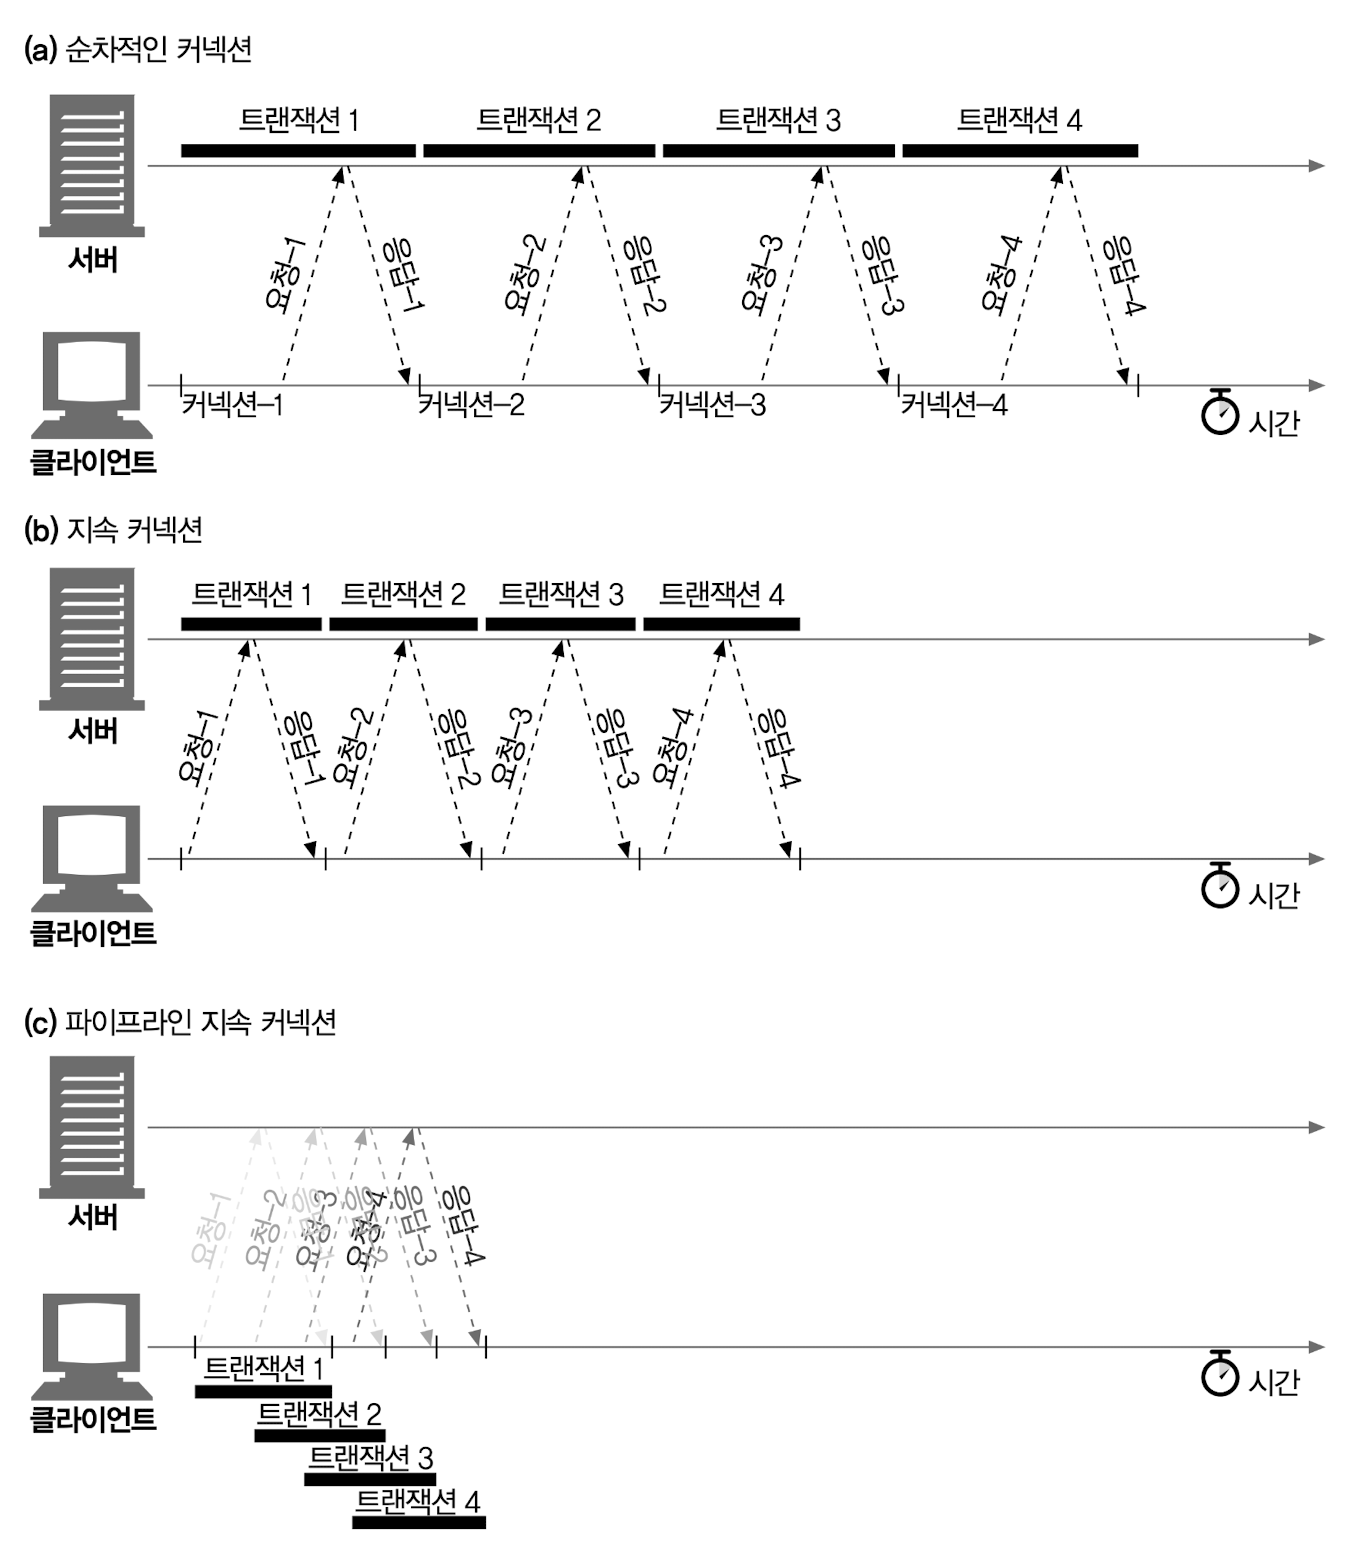 (a) 순차적인 커넥션
트랜잭션 1 트랜잭션 2 트랜잭션 3 트랜잭션 4
서버
요청-1 응답-1 요청-2 응답-2 요청-3 응답-3 요청-4 응답-4
커넥션-1 커넥션-2 커넥션-3 커넥션-4
시간
클라이언트
(b) 지속 커넥션
트랜잭션 1 트랜잭션 2 트랜잭션 3 트랜잭션 4
서버
요청-1 응답-1 요청-2 응답-2 요청-3 응답-3 요청-4 응답-4
시간
클라이언트
(c) 파이프라인 지속 커넥션
서버
요청-1 요청-2 응답-1 요청-3 응답-2 요청-4 응답-3 응답-4
트랜잭션 1
시간
클라이언트
트랜잭션 2
트랜잭션 3
트랜잭션 4